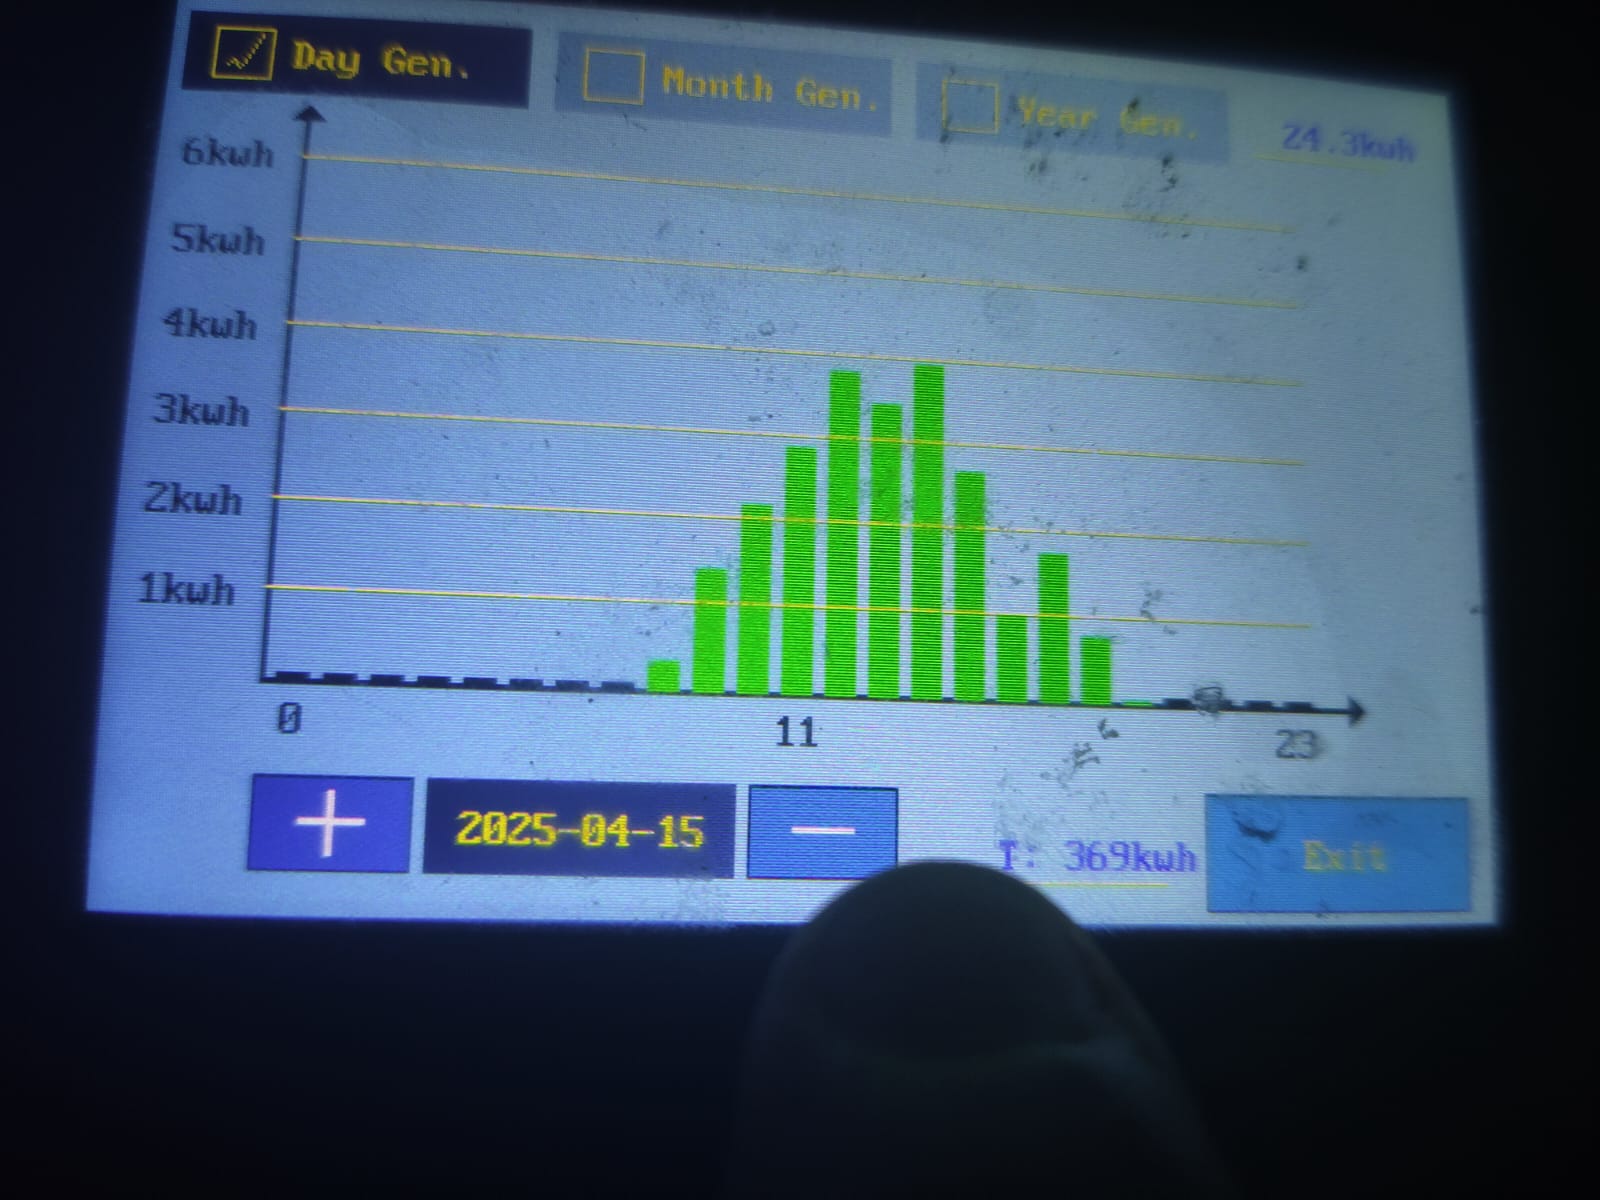 Day Gen.
Month Gen.
Year Gen.
24.3kwh
6kwh
5kwh
4kwh
3kwh
2kwh
1kwh
0
11
23
+
2025-04-15
−
T: 369kwh
Exit